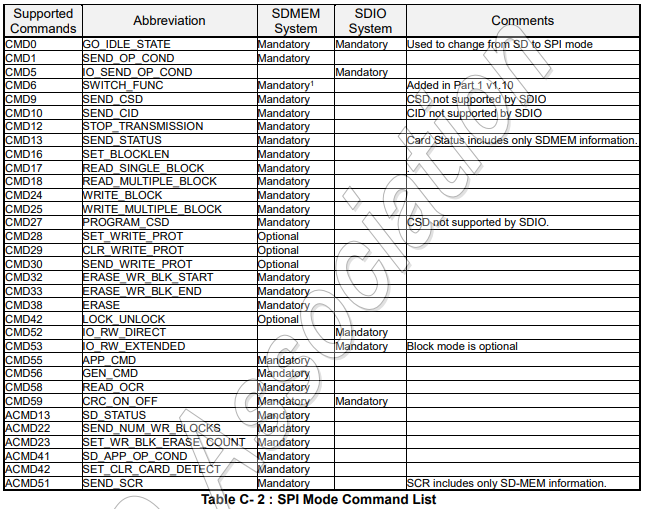 Supported Commands Abbreviation SDMEM System SDIO System Comments
CMD0 GO_IDLE_STATE Mandatory Mandatory Used to change from SD to SPI mode
CMD1 SEND_OP_COND Mandatory
CMD5 IO_SEND_OP_COND Mandatory
CMD6 SWITCH_FUNC Mandatory¹ Added in Part 1 v1.10
CMD9 SEND_CSD Mandatory CSD not supported by SDIO
CMD10 SEND_CID Mandatory CID not supported by SDIO
CMD12 STOP_TRANSMISSION Mandatory
CMD13 SEND_STATUS Mandatory Card Status includes only SDMEM information.
CMD16 SET_BLOCKLEN Mandatory
CMD17 READ_SINGLE_BLOCK Mandatory
CMD18 READ_MULTIPLE_BLOCK Mandatory
CMD24 WRITE_BLOCK Mandatory
CMD25 WRITE_MULTIPLE_BLOCK Mandatory
CMD27 PROGRAM_CSD Mandatory CSD not supported by SDIO.
CMD28 SET_WRITE_PROT Optional
CMD29 CLR_WRITE_PROT Optional
CMD30 SEND_WRITE_PROT Optional
CMD32 ERASE_WR_BLK_START Mandatory
CMD33 ERASE_WR_BLK_END Mandatory
CMD38 ERASE Mandatory
CMD42 LOCK_UNLOCK Optional
CMD52 IO_RW_DIRECT Mandatory
CMD53 IO_RW_EXTENDED Mandatory Block mode is optional
CMD55 APP_CMD Mandatory
CMD56 GEN_CMD Mandatory
CMD58 READ_OCR Mandatory
CMD59 CRC_ON_OFF Mandatory Mandatory
ACMD13 SD_STATUS Mandatory
ACMD22 SEND_NUM_WR_BLOCKS Mandatory
ACMD23 SET_WR_BLK_ERASE_COUNT Mandatory
ACMD41 SD_APP_OP_COND Mandatory
ACMD42 SET_CLR_CARD_DETECT Mandatory
ACMD51 SEND_SCR Mandatory SCR includes only SD-MEM information.
Table C- 2 : SPI Mode Command List
Association